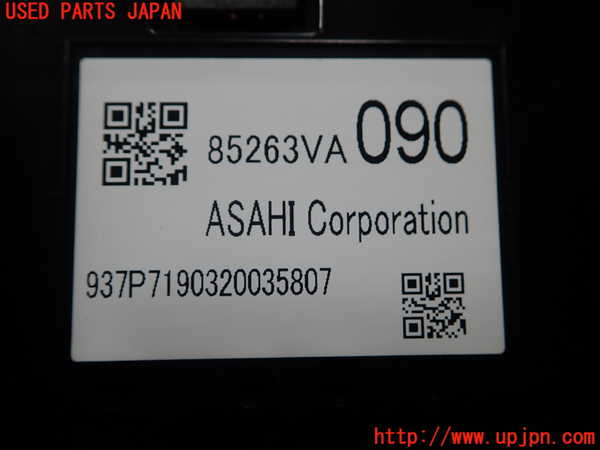 USED PARTS JAPAN
85263VA 090
ASAHI Corporation
937P7190320035807
U.P.J
http://www.upjpn.com/